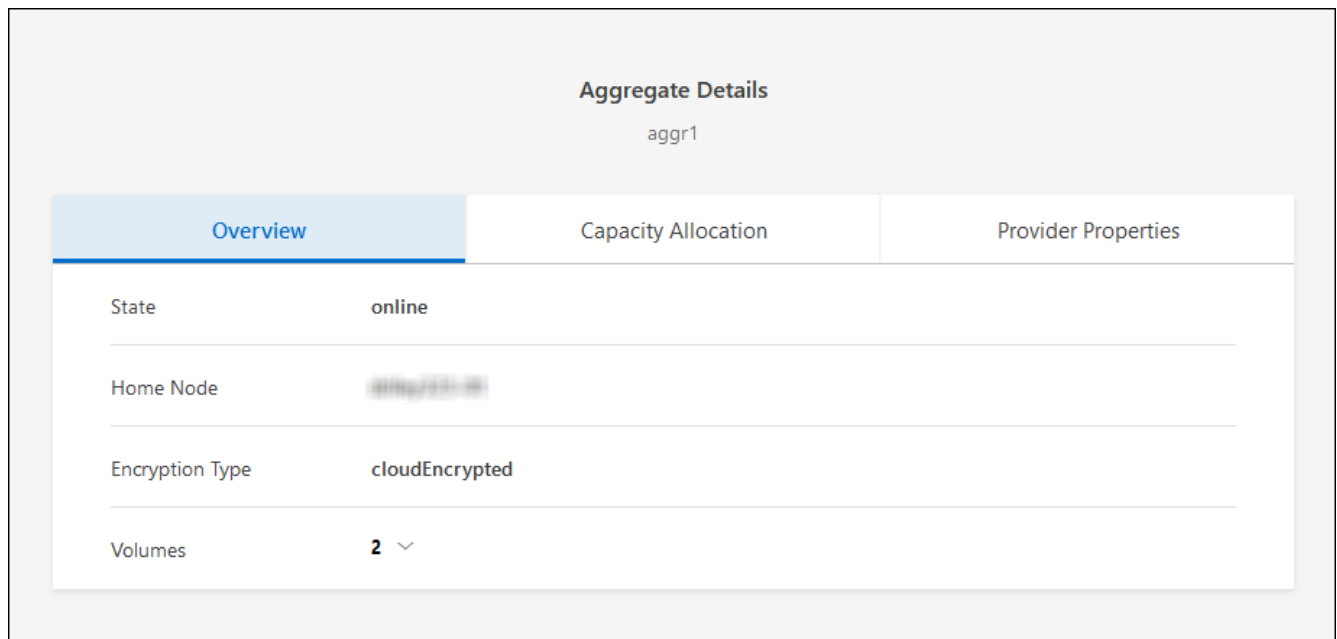 Aggregate Details
aggr1
Overview Capacity Allocation Provider Properties
State online
Home Node
Encryption Type cloudEncrypted
Volumes 2